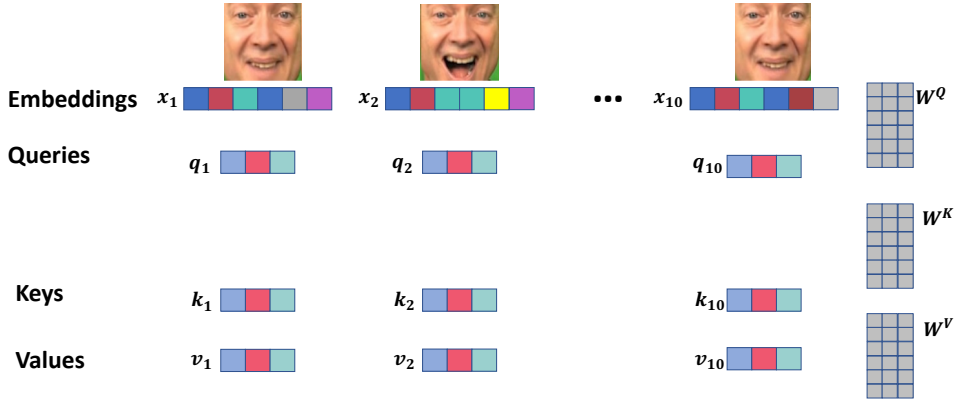 Embeddings x₁ x₂ ••• x₁₀ W^Q
Queries q₁ q₂ q₁₀
W^K
Keys k₁ k₂ k₁₀
W^V
Values v₁ v₂ v₁₀